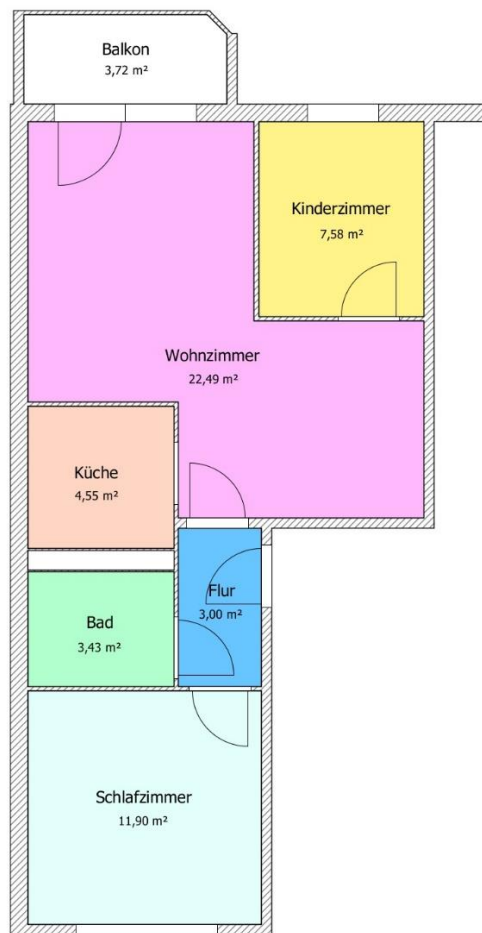 Balkon
3,72 m²
Kinderzimmer
7,58 m²
Wohnzimmer
22,49 m²
Küche
4,55 m²
Flur
3,00 m²
Bad
3,43 m²
Schlafzimmer
11,90 m²